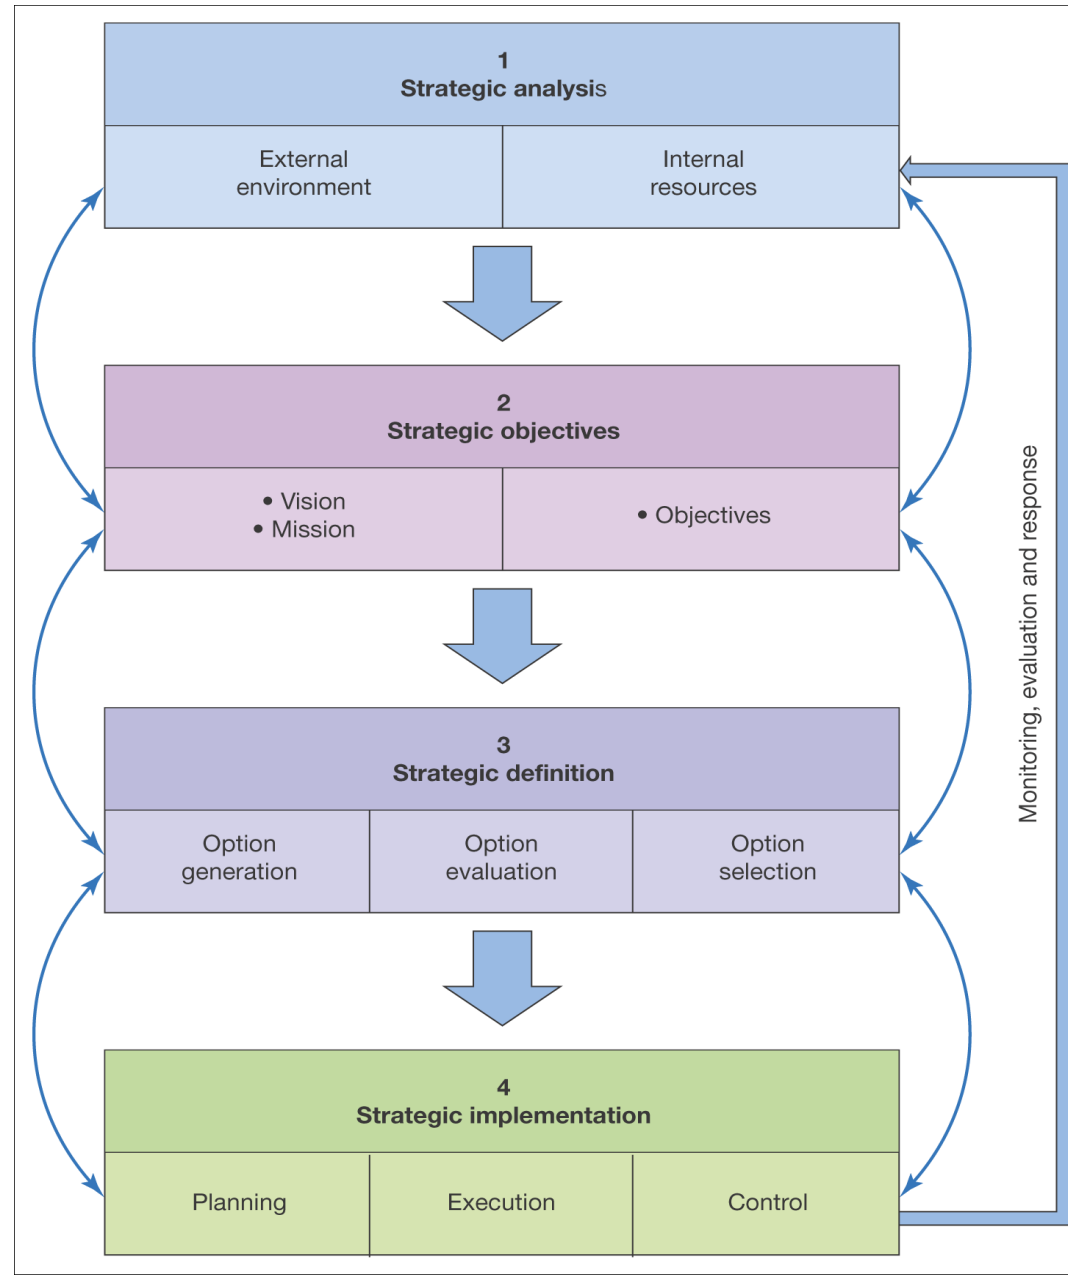 1
Strategic analysis
External
environment
Internal
resources
2
Strategic objectives
• Vision
• Mission
• Objectives
3
Strategic definition
Option
generation
Option
evaluation
Option
selection
4
Strategic implementation
Planning
Execution
Control
Monitoring, evaluation and response